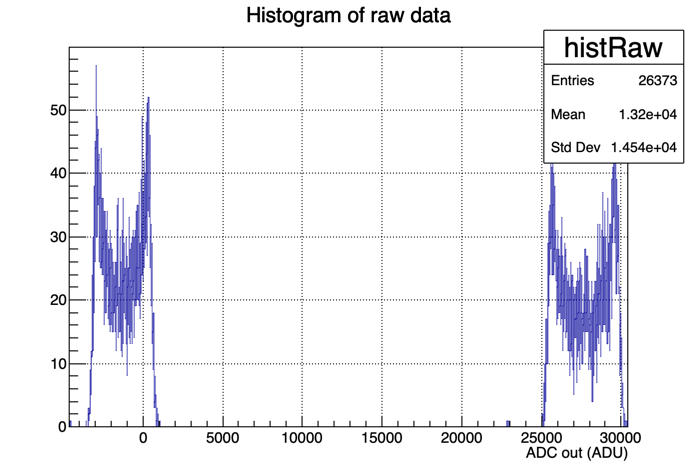 Histogram of raw data
histRaw
Entries 26373
Mean 1.32e+04
Std Dev 1.454e+04
50
40
30
20
10
0
0 5000 10000 15000 20000 25000 30000
ADC out (ADU)